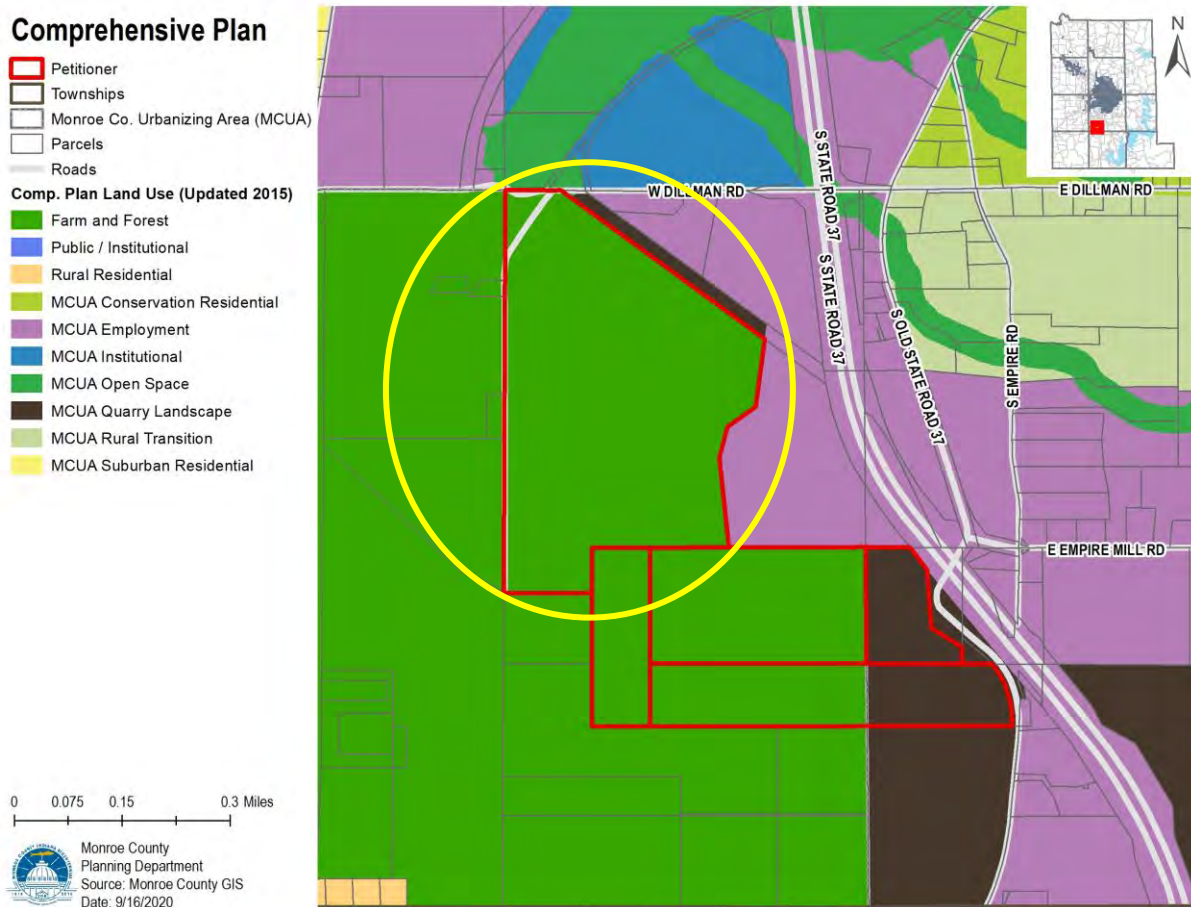 Comprehensive Plan
Petitioner
Townships
Monroe Co. Urbanizing Area (MCUA)
Parcels
Roads
Comp. Plan Land Use (Updated 2015)
Farm and Forest
Public / Institutional
Rural Residential
MCUA Conservation Residential
MCUA Employment
MCUA Institutional
MCUA Open Space
MCUA Quarry Landscape
MCUA Rural Transition
MCUA Suburban Residential
0 0.075 0.15 0.3 Miles
Monroe County
Planning Department
Source: Monroe County GIS
Date: 9/16/2020
N
W DILLMAN RD
E DILLMAN RD
S STATE ROAD 37
S STATE ROAD 37
S OLD STATE ROAD 37
S EMPIRE RD
E EMPIRE MILL RD